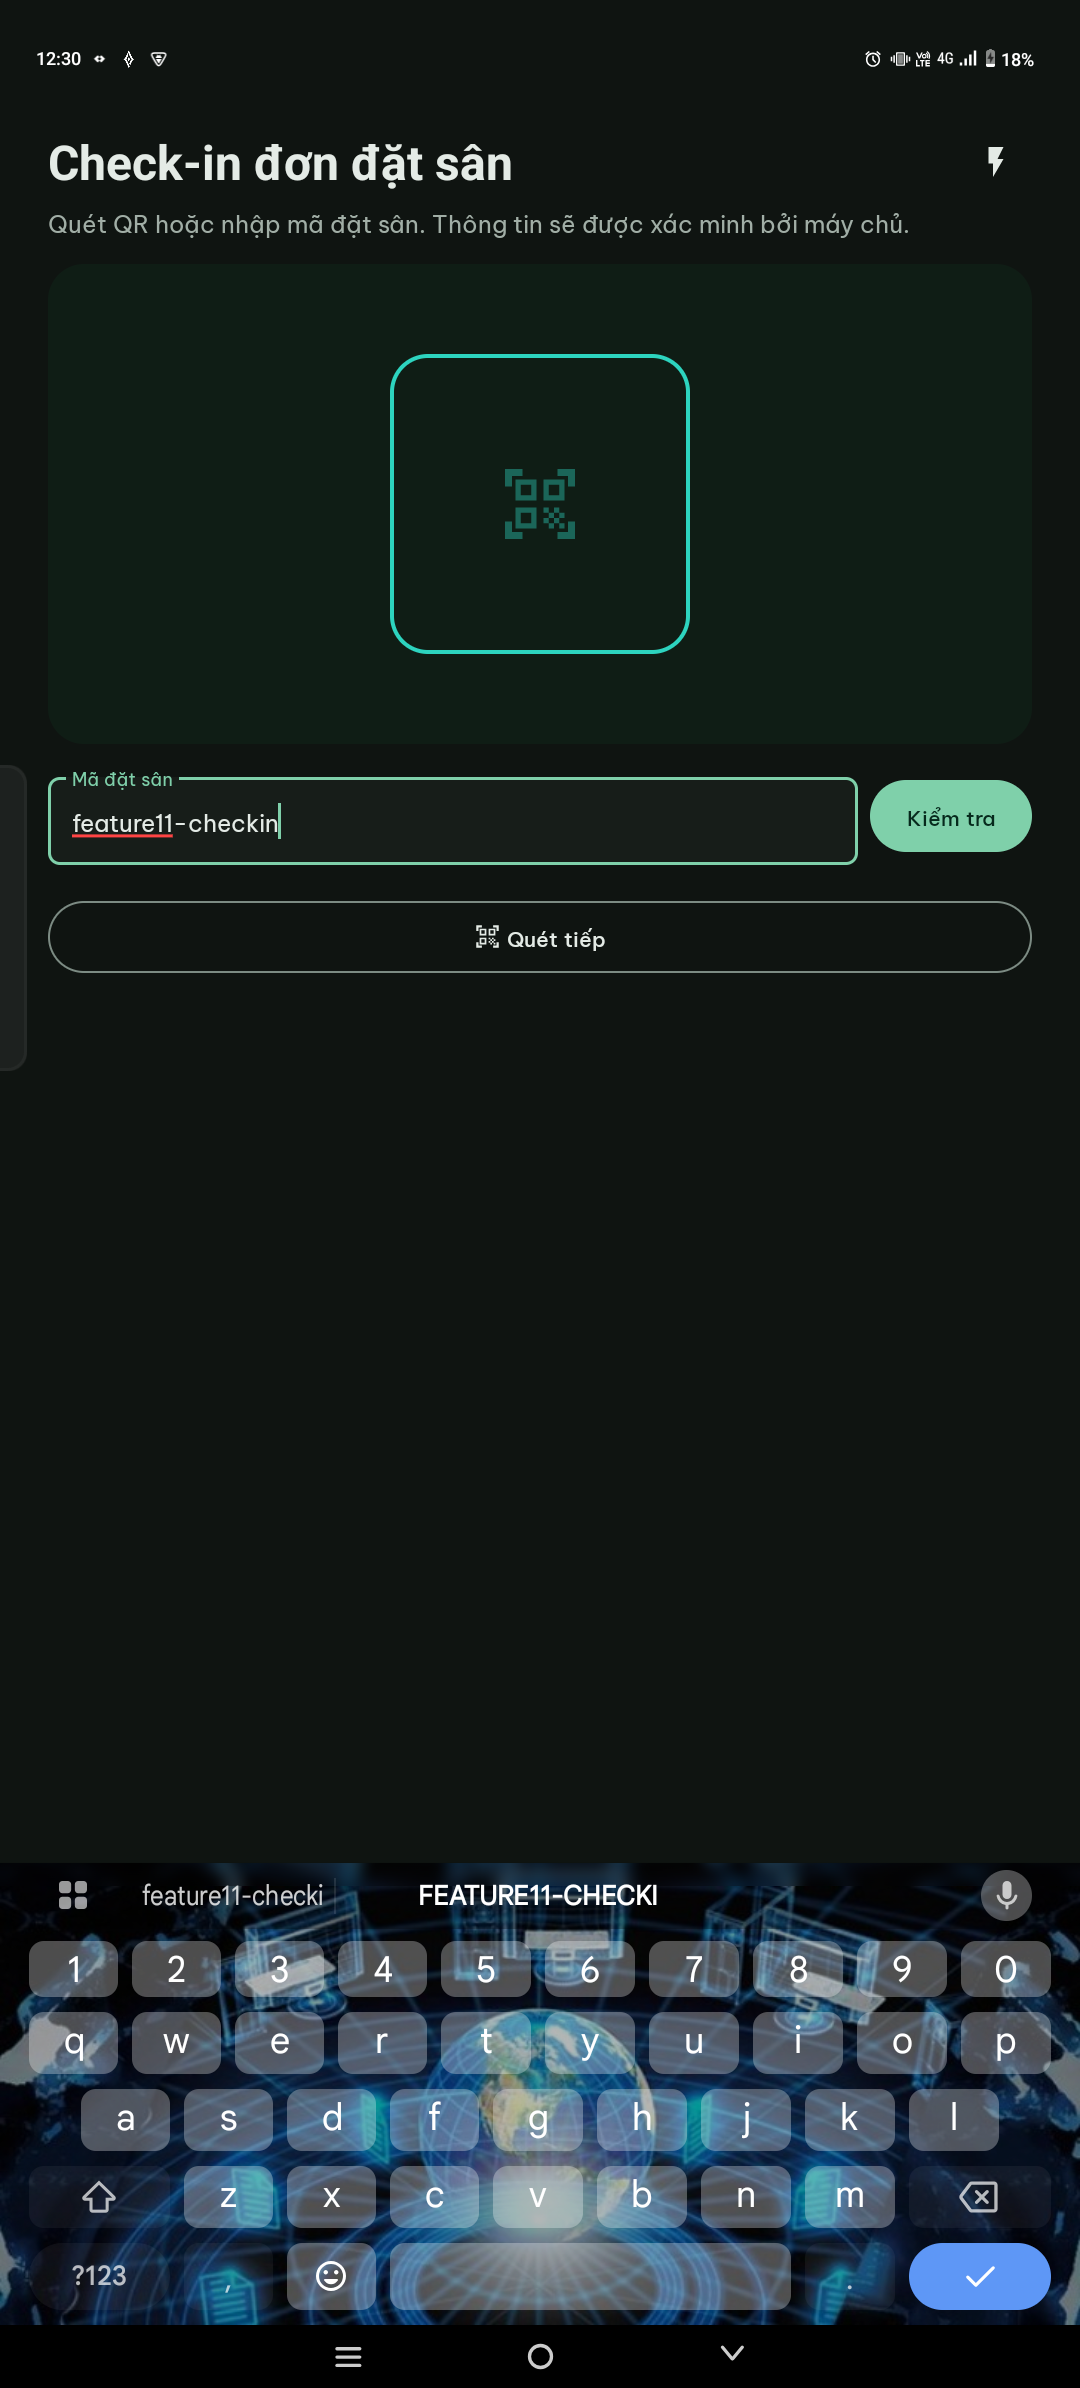 12:30 Vo) LTE 4G 18%
Check-in đơn đặt sân
Quét QR hoặc nhập mã đặt sân. Thông tin sẽ được xác minh bởi máy chủ.
Mã đặt sân
feature11-checkin
Kiểm tra
Quét tiếp
feature11-checki FEATURE11-CHECKI
1 2 3 4 5 6 7 8 9 0
q w e r t y u i o p
a s d f g h j k l
z x c v b n m
?123 , .